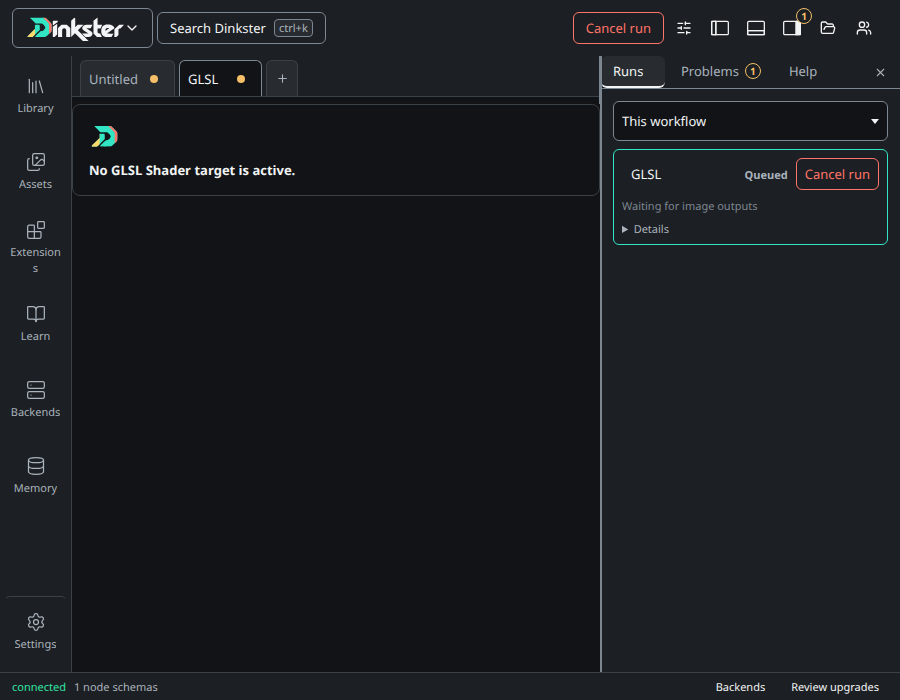 Dinkster
Search Dinkster ctrl+k
Cancel run
1
Library
Assets
Extension
s
Learn
Backends
Memory
Settings
Untitled
GLSL
+
No GLSL Shader target is active.
Runs
Problems 1
Help
×
This workflow
GLSL
Queued
Cancel run
Waiting for image outputs
Details
connected
1 node schemas
Backends
Review upgrades